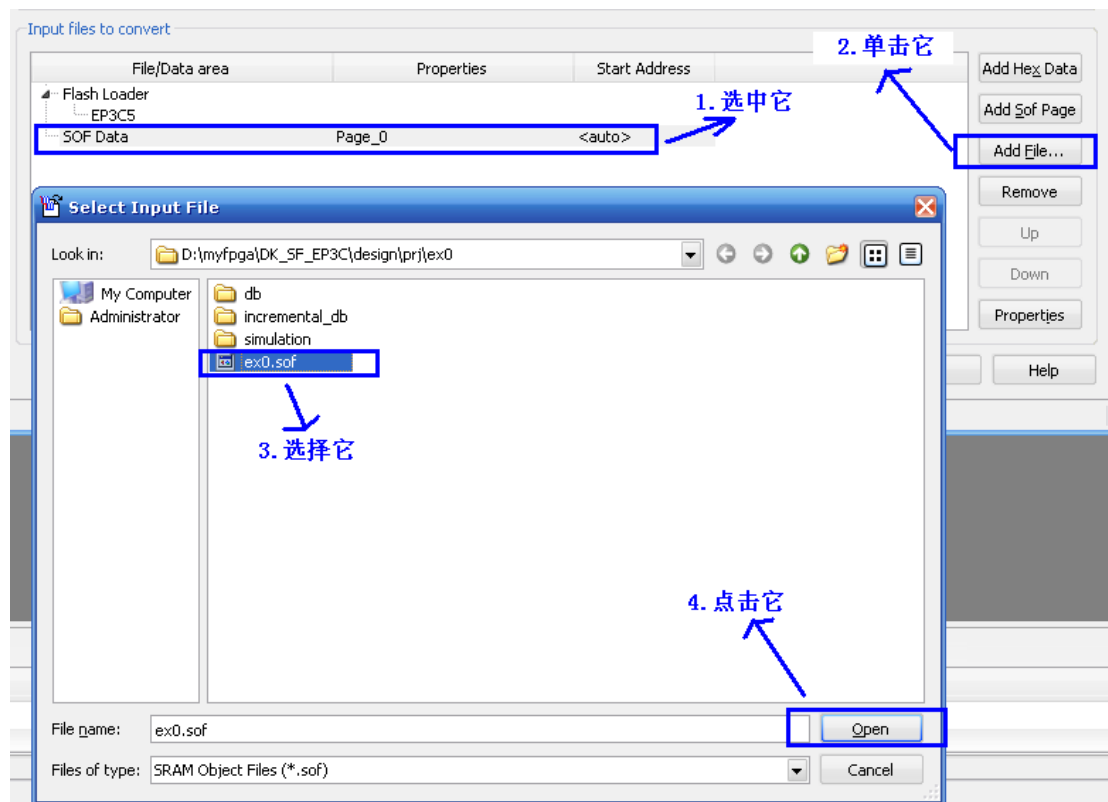 Input files to convert
2.单击它
File/Data area Properties Start Address
Add Hex Data
Flash Loader
EP3C5
1.选中它
Add Sof Page
SOF Data Page_0 <auto>
Add File...
Remove
Select Input File
Up
Look in: D:\myfpga\DK_SF_EP3C\design\prj\ex0
Down
My Computer
Administrator
db
incremental_db
simulation
ex0.sof
Properties
Help
3.选择它
4.点击它
File name: ex0.sof Open
Files of type: SRAM Object Files (*.sof) Cancel